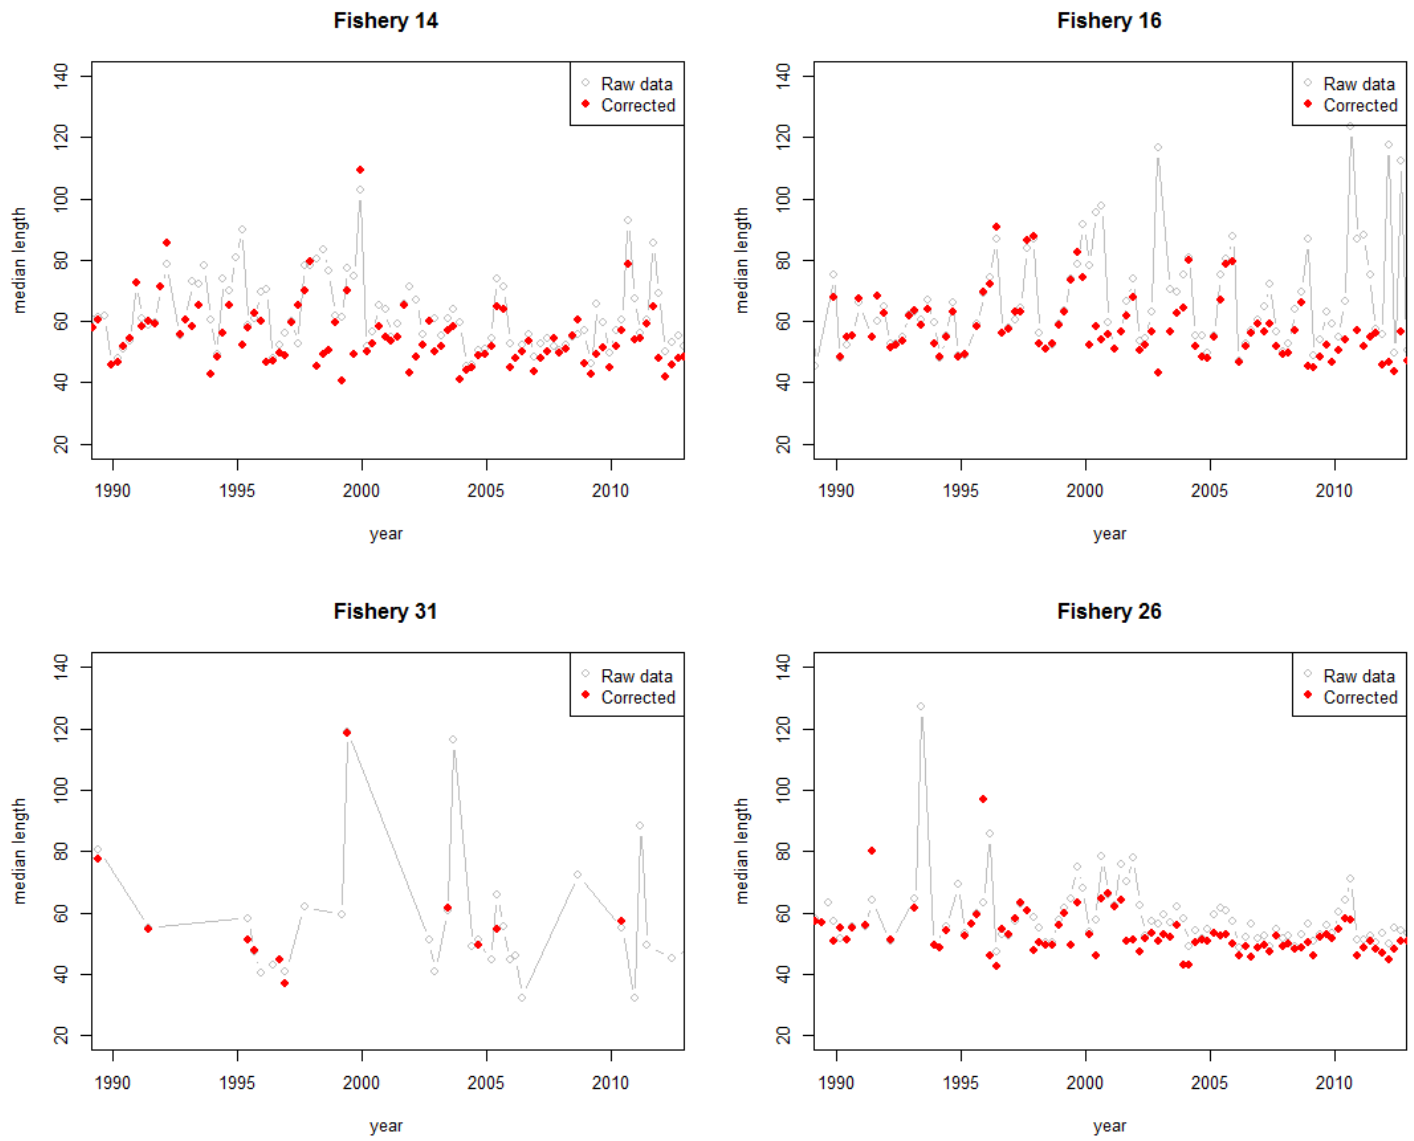 Fishery 14
140
120
100
80
60
40
20
median length
Raw data
Corrected
1990 1995 2000 2005 2010
year
Fishery 16
140
120
100
80
60
40
20
median length
Raw data
Corrected
1990 1995 2000 2005 2010
year
Fishery 31
140
120
100
80
60
40
20
median length
Raw data
Corrected
1990 1995 2000 2005 2010
year
Fishery 26
140
120
100
80
60
40
20
median length
Raw data
Corrected
1990 1995 2000 2005 2010
year